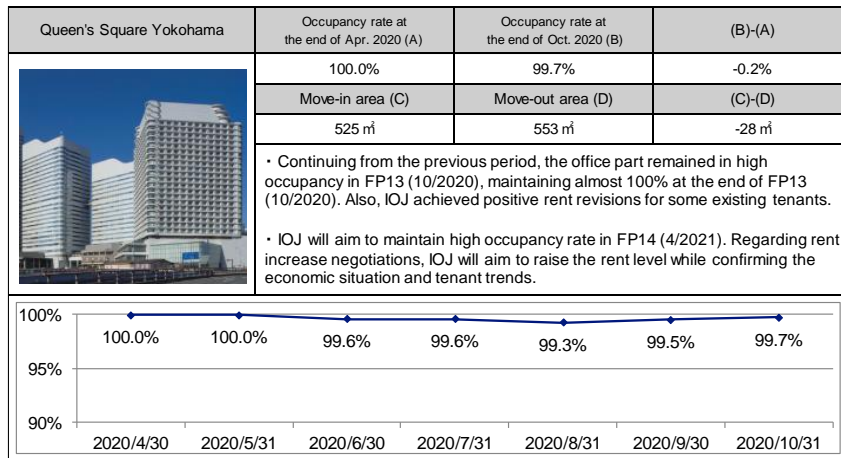 Queen's Square Yokohama
Occupancy rate at
the end of Apr. 2020 (A)
Occupancy rate at
the end of Oct. 2020 (B)
(B)-(A)
100.0%
99.7%
-0.2%
Move-in area (C)
Move-out area (D)
(C)-(D)
525 ㎡
553 ㎡
-28 ㎡
・ Continuing from the previous period, the office part remained in high
occupancy in FP13 (10/2020), maintaining almost 100% at the end of FP13
(10/2020). Also, IOJ achieved positive rent revisions for some existing tenants.
・ IOJ will aim to maintain high occupancy rate in FP14 (4/2021). Regarding rent
increase negotiations, IOJ will aim to raise the rent level while confirming the
economic situation and tenant trends.
100%
95%
90%
100.0%
100.0%
99.6%
99.6%
99.3%
99.5%
99.7%
2020/4/30
2020/5/31
2020/6/30
2020/7/31
2020/8/31
2020/9/30
2020/10/31